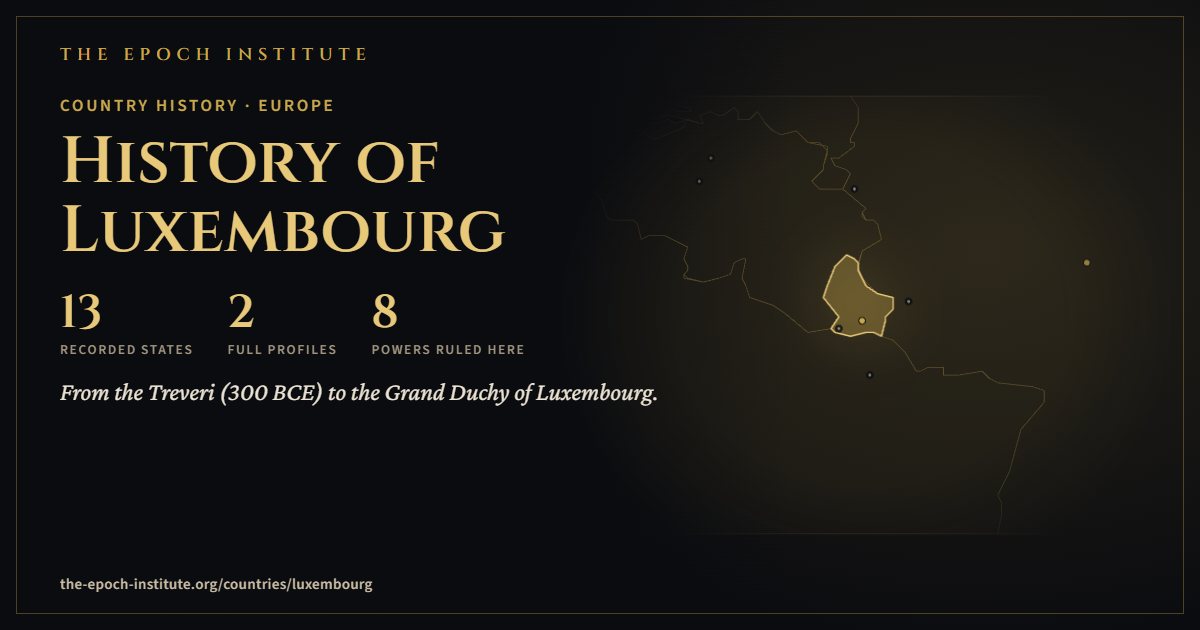 THE EPOCH INSTITUTE
COUNTRY HISTORY · EUROPE
HISTORY OF
LUXEMBOURG
13 2 8
RECORDED STATES FULL PROFILES POWERS RULED HERE
From the Treveri (300 BCE) to the Grand Duchy of Luxembourg.
the-epoch-institute.org/countries/luxembourg